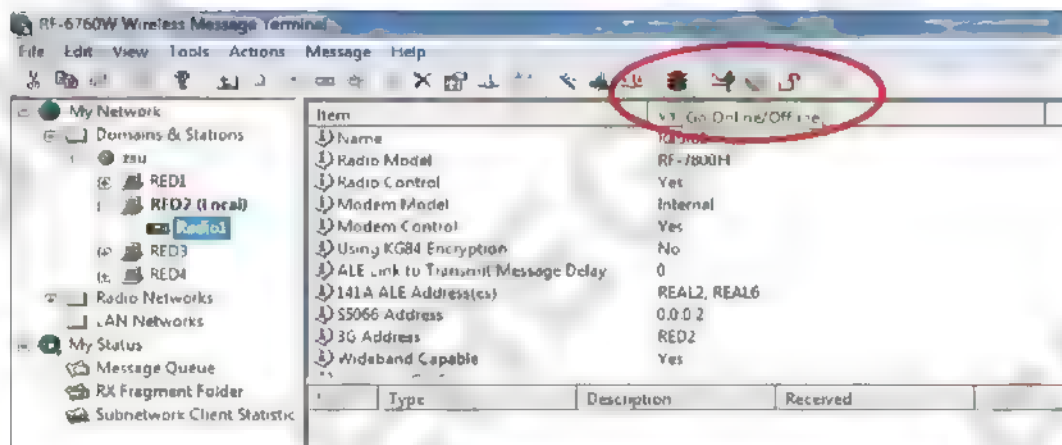 RF-6760W Wireless Message Terminal
File Edit View Tools Actions Message Help
My Network
Domains & Stations
RED1
RED2 (Local)
Radio1
RED3
RED4
Radio Networks
LAN Networks
My Status
Message Queue
RX Fragment Folder
Subnetwork Client Statistic
Item
Go Online/Offline
Name
Radio Model RF-7800H
Radio Control Yes
Modem Model Internal
Modem Control Yes
Using KG84 Encryption No
ALE Link to Transmit Message Delay 0
141A ALE Address(es) REAL2, REAL6
S5066 Address 0.0.0.2
3G Address RED2
Wideband Capable Yes
Type Description Received